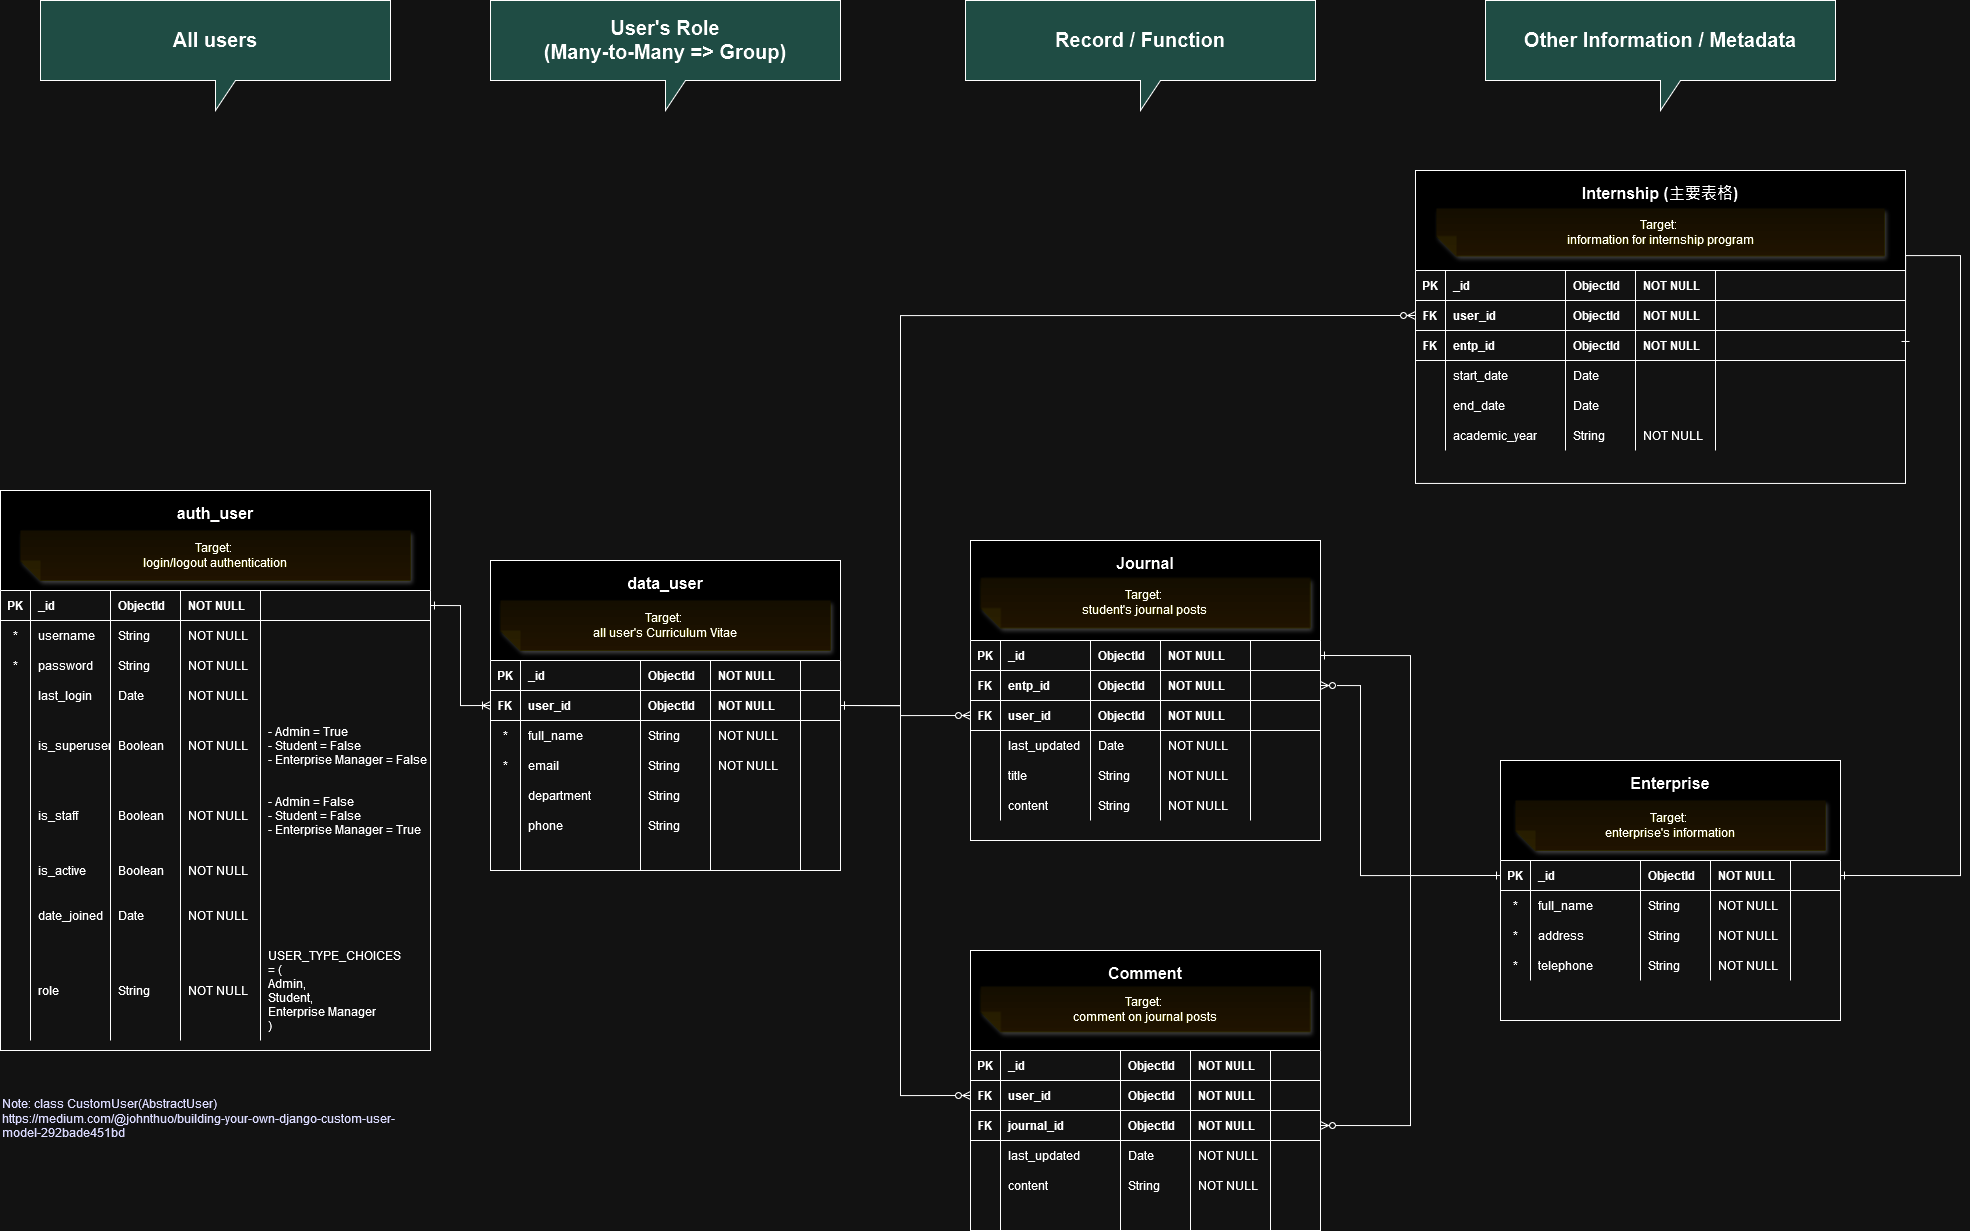 All users
User's Role
(Many-to-Many => Group)
Record / Function
Other Information / Metadata
Internship (主要表格)
Target:
information for internship program
PK _id ObjectId NOT NULL
FK user_id ObjectId NOT NULL
FK entp_id ObjectId NOT NULL
start_date Date
end_date Date
academic_year String NOT NULL
auth_user
Target:
login/logout authentication
PK _id ObjectId NOT NULL
* username String NOT NULL
* password String NOT NULL
last_login Date NOT NULL
is_superuser Boolean NOT NULL
- Admin = True
- Student = False
- Enterprise Manager = False
is_staff Boolean NOT NULL
- Admin = False
- Student = False
- Enterprise Manager = True
is_active Boolean NOT NULL
date_joined Date NOT NULL
role String NOT NULL
USER_TYPE_CHOICES
= (
Admin,
Student,
Enterprise Manager
)
Note: class CustomUser(AbstractUser)
https://medium.com/@johnthuo/building-your-own-django-custom-user-
model-292bade451bd
data_user
Target:
all user's Curriculum Vitae
PK _id ObjectId NOT NULL
FK user_id ObjectId NOT NULL
* full_name String NOT NULL
* email String NOT NULL
department String
phone String
Journal
Target:
student's journal posts
PK _id ObjectId NOT NULL
FK entp_id ObjectId NOT NULL
FK user_id ObjectId NOT NULL
last_updated Date NOT NULL
title String NOT NULL
content String NOT NULL
Comment
Target:
comment on journal posts
PK _id ObjectId NOT NULL
FK user_id ObjectId NOT NULL
FK journal_id ObjectId NOT NULL
last_updated Date NOT NULL
content String NOT NULL
Enterprise
Target:
enterprise's information
PK _id ObjectId NOT NULL
* full_name String NOT NULL
* address String NOT NULL
* telephone String NOT NULL